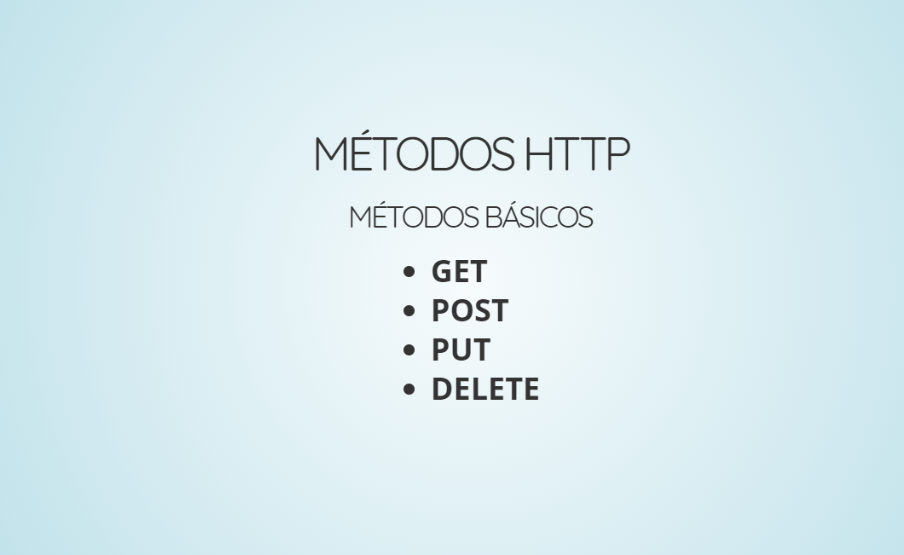 MÉTODOS HTTP
MÉTODOS BÁSICOS
• GET
• POST
• PUT
• DELETE